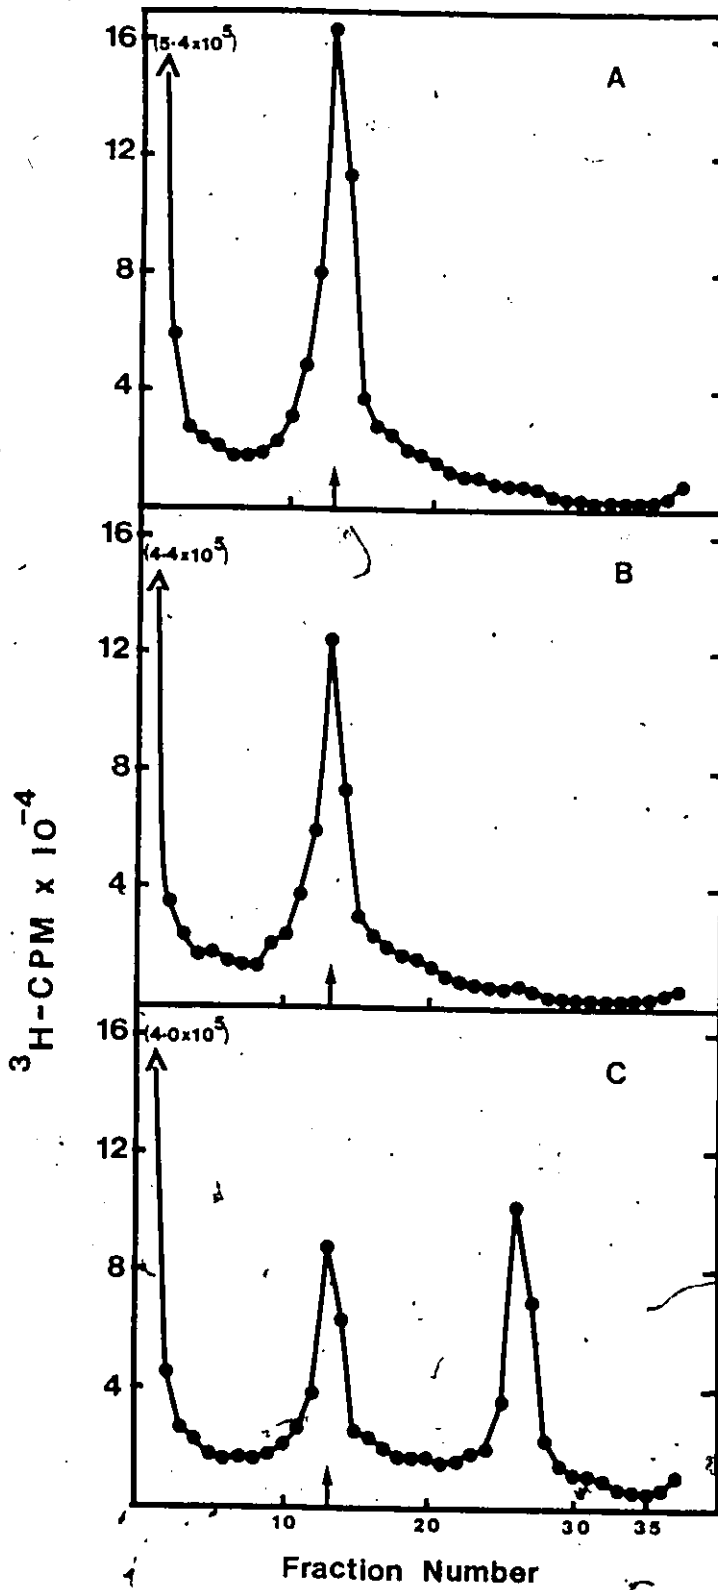 16
(5·4x10⁵)
A
12
8
4
16
(4·4x10⁵)
B
12
8
4
³H-CPM x 10⁻⁴
16
(4·0x10⁵)
C
12
8
4
10
20
30
35
Fraction Number